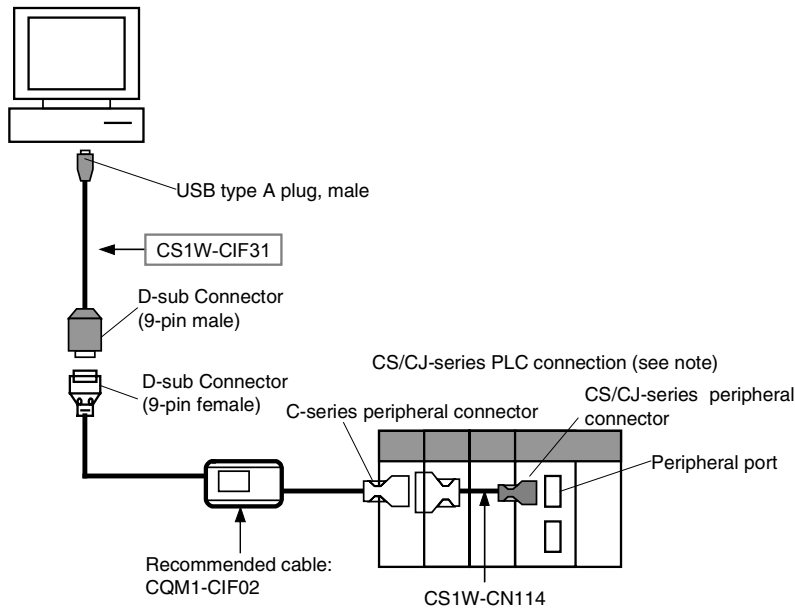 USB type A plug, male
CS1W-CIF31
D-sub Connector
(9-pin male)
CS/CJ-series PLC connection (see note)
D-sub Connector
(9-pin female)
CS/CJ-series peripheral
connector
C-series peripheral connector
Peripheral port
Recommended cable:
CQM1-CIF02
CS1W-CN114